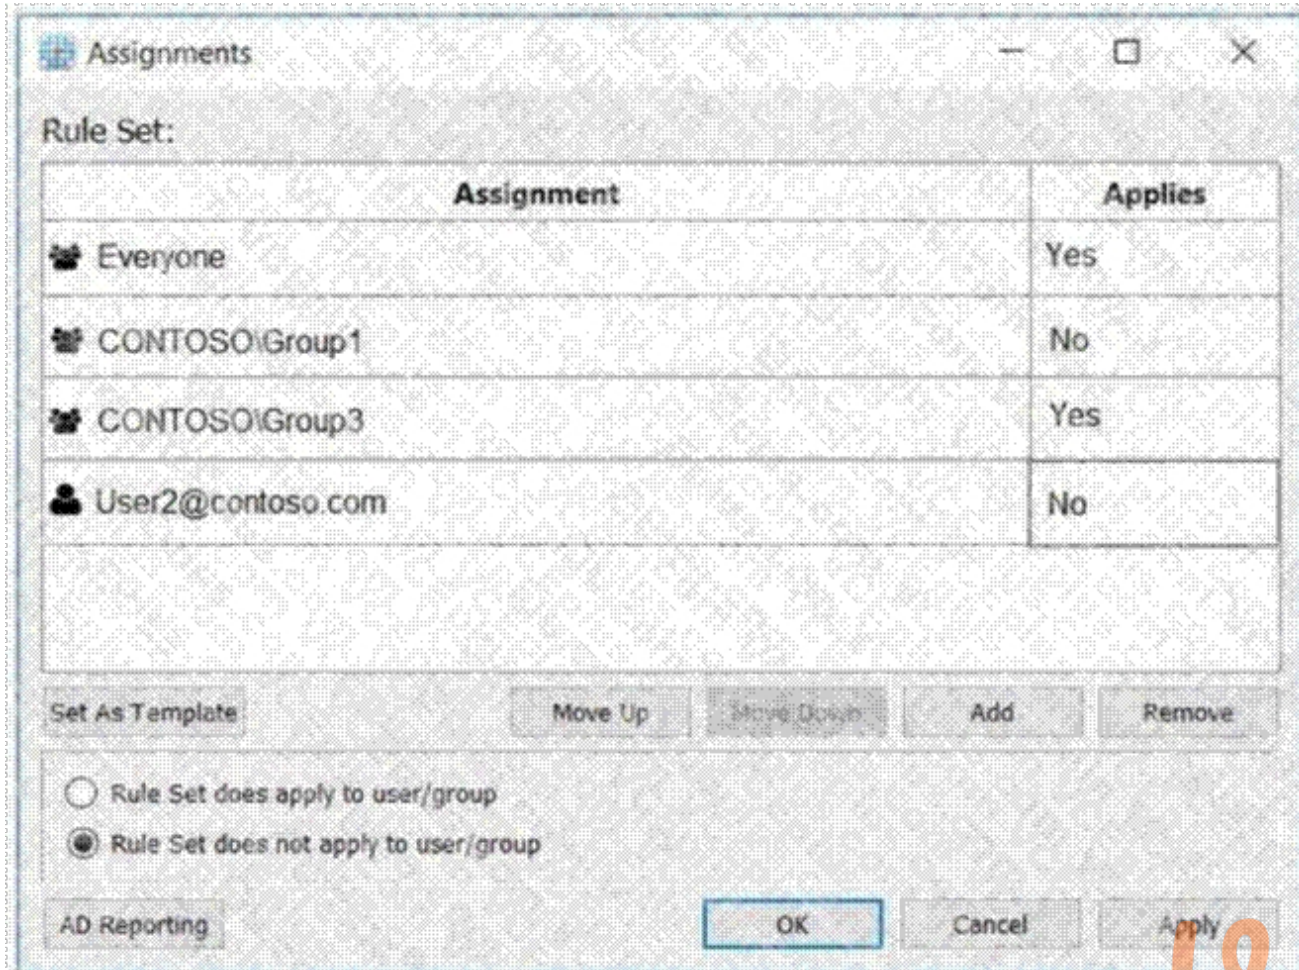 Assignments
Rule Set:
Assignment Applies
Everyone Yes
CONTOSO\Group1 No
CONTOSO\Group3 Yes
User2@contoso.com No
Set As Template Move Up Move Down Add Remove
Rule Set does apply to user/group
Rule Set does not apply to user/group
AD Reporting OK Cancel Apply